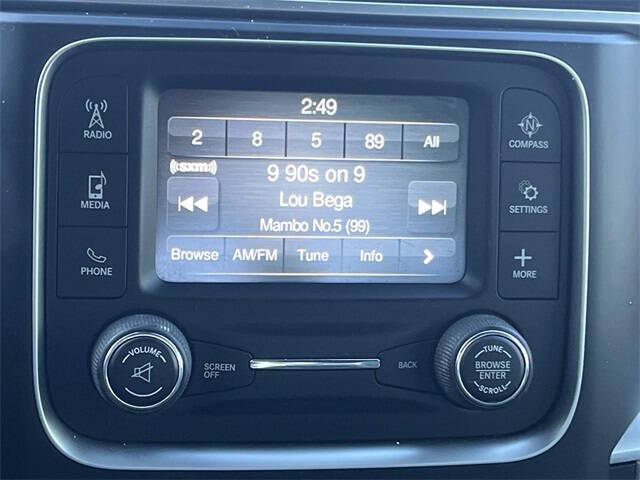 2:49
2 8 5 89 All
((sxm))
9 90s on 9
Lou Bega
Mambo No.5 (99)
Browse AM/FM Tune Info
RADIO
MEDIA
PHONE
N
COMPASS
SETTINGS
MORE
VOLUME
SCREEN
OFF
BACK
TUNE
BROWSE
ENTER
SCROLL